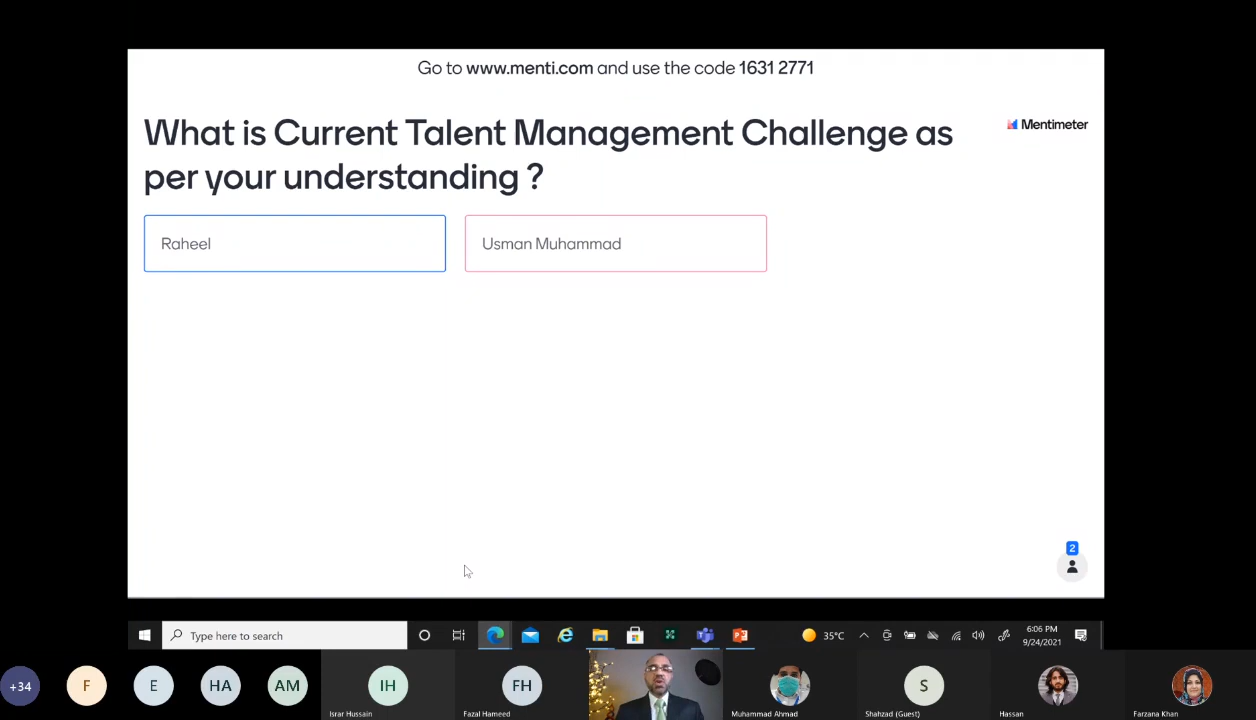 Go to www.menti.com and use the code 1631 2771
What is Current Talent Management Challenge as
per your understanding ?
Mentimeter
Raheel
Usman Muhammad
2
Type here to search
35°C
6:06 PM
9/24/2021
+34
F
E
HA
AM
IH
FH
S
Israr Hussain
Fazal Hameed
Muhammad Ahmad
Shahzad (Guest)
Hassan
Farzana Khan